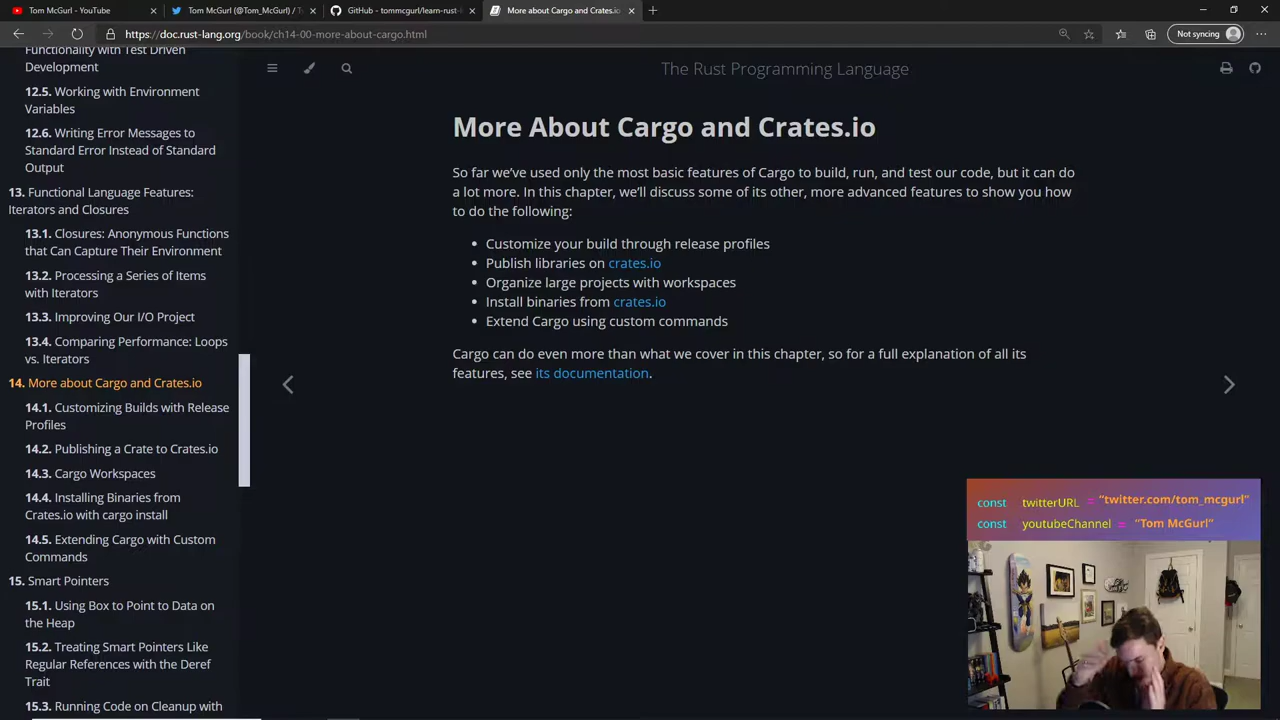 Tom McGurl - YouTube
Tom McGurl (@Tom_McGurl) / T
GitHub - tommcgurl/learn-rust-
More about Cargo and Crates.io
https://doc.rust-lang.org/book/ch14-00-more-about-cargo.html
Not syncing
Functionality with Test Driven
Development
12.5. Working with Environment
Variables
12.6. Writing Error Messages to
Standard Error Instead of Standard
Output
13. Functional Language Features:
Iterators and Closures
13.1. Closures: Anonymous Functions
that Can Capture Their Environment
13.2. Processing a Series of Items
with Iterators
13.3. Improving Our I/O Project
13.4. Comparing Performance: Loops
vs. Iterators
14. More about Cargo and Crates.io
14.1. Customizing Builds with Release
Profiles
14.2. Publishing a Crate to Crates.io
14.3. Cargo Workspaces
14.4. Installing Binaries from
Crates.io with cargo install
14.5. Extending Cargo with Custom
Commands
15. Smart Pointers
15.1. Using Box to Point to Data on
the Heap
15.2. Treating Smart Pointers Like
Regular References with the Deref
Trait
15.3. Running Code on Cleanup with
The Rust Programming Language
More About Cargo and Crates.io
So far we've used only the most basic features of Cargo to build, run, and test our code, but it can do
a lot more. In this chapter, we'll discuss some of its other, more advanced features to show you how
to do the following:
• Customize your build through release profiles
• Publish libraries on crates.io
• Organize large projects with workspaces
• Install binaries from crates.io
• Extend Cargo using custom commands
Cargo can do even more than what we cover in this chapter, so for a full explanation of all its
features, see its documentation.
const twitterURL = "twitter.com/tom_mcgurl"
const youtubeChannel = "Tom McGurl"